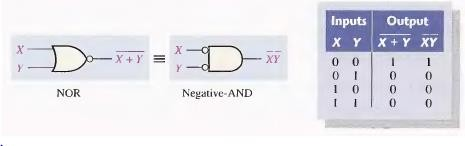 X
Y
X + Y
≡
X
Y
XY
NOR
Negative-AND
Inputs Output
X Y X + Y XY
0 0 1 1
0 1 0 0
1 0 0 0
1 1 0 0